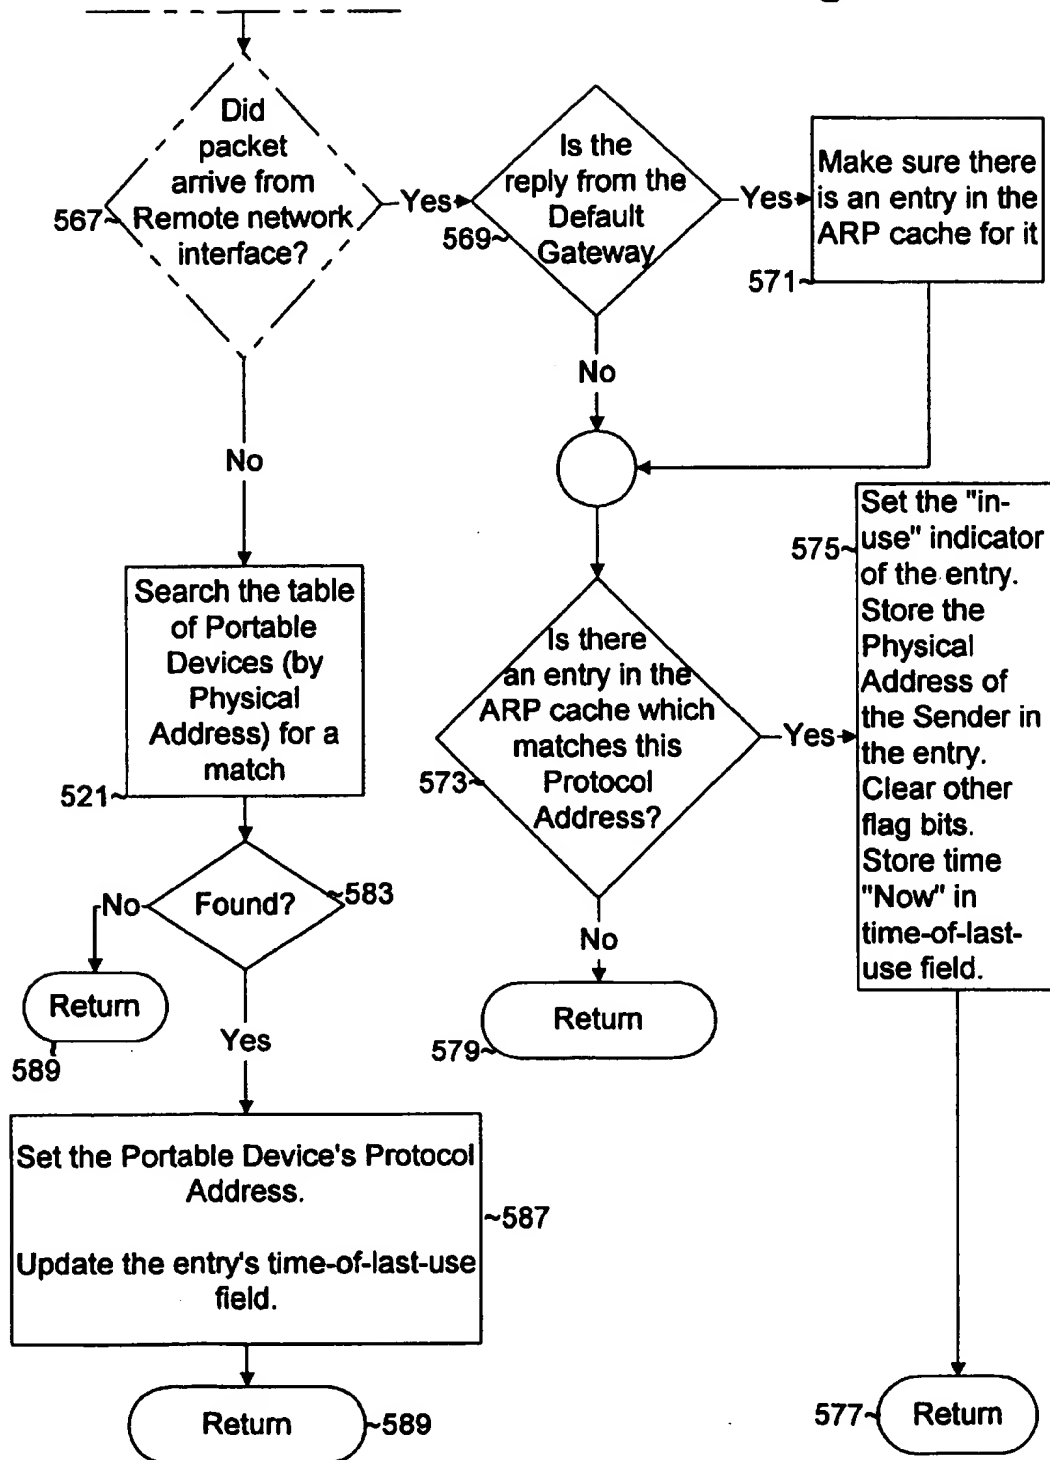 Did
packet
arrive from
Remote network
interface?
567~
Yes
Is the
reply from the
Default
Gateway
569~
Yes
Make sure there
is an entry in the
ARP cache for it
571~
No
No
Search the table
of Portable
Devices (by
Physical
Address) for a
match
521~
Is there
an entry in the
ARP cache which
matches this
Protocol
Address?
573~
Yes
575~
Set the "in-
use" indicator
of the entry.
Store the
Physical
Address of
the Sender in
the entry.
Clear other
flag bits.
Store time
"Now" in
time-of-last-
use field.
Found?
~583
No
Return
589
Yes
No
Return
579~
Set the Portable Device's Protocol
Address.
Update the entry's time-of-last-use
field.
~587
Return
~589
577~
Return